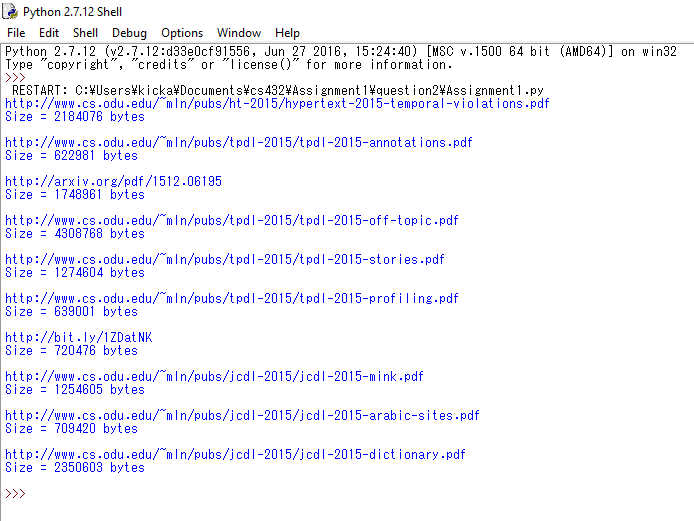 Python 2.7.12 Shell
File Edit Shell Debug Options Window Help
Python 2.7.12 (v2.7.12:d33e0cf91556, Jun 27 2016, 15:24:40) [MSC v.1500 64 bit (AMD64)] on win32
Type "copyright", "credits" or "license()" for more information.
>>>
RESTART: C:¥Users¥kicka¥Documents¥cs432¥Assignment1¥question2¥Assignment1.py
http://www.cs.odu.edu/~mln/pubs/ht-2015/hypertext-2015-temporal-violations.pdf
Size = 2184076 bytes
http://www.cs.odu.edu/~mln/pubs/tpdl-2015/tpdl-2015-annotations.pdf
Size = 622981 bytes
http://arxiv.org/pdf/1512.06195
Size = 1748961 bytes
http://www.cs.odu.edu/~mln/pubs/tpdl-2015/tpdl-2015-off-topic.pdf
Size = 4308768 bytes
http://www.cs.odu.edu/~mln/pubs/tpdl-2015/tpdl-2015-stories.pdf
Size = 1274604 bytes
http://www.cs.odu.edu/~mln/pubs/tpdl-2015/tpdl-2015-profiling.pdf
Size = 639001 bytes
http://bit.ly/1ZDatNK
Size = 720476 bytes
http://www.cs.odu.edu/~mln/pubs/jcdl-2015/jcdl-2015-mink.pdf
Size = 1254605 bytes
http://www.cs.odu.edu/~mln/pubs/jcdl-2015/jcdl-2015-arabic-sites.pdf
Size = 709420 bytes
http://www.cs.odu.edu/~mln/pubs/jcdl-2015/jcdl-2015-dictionary.pdf
Size = 2350603 bytes
>>>